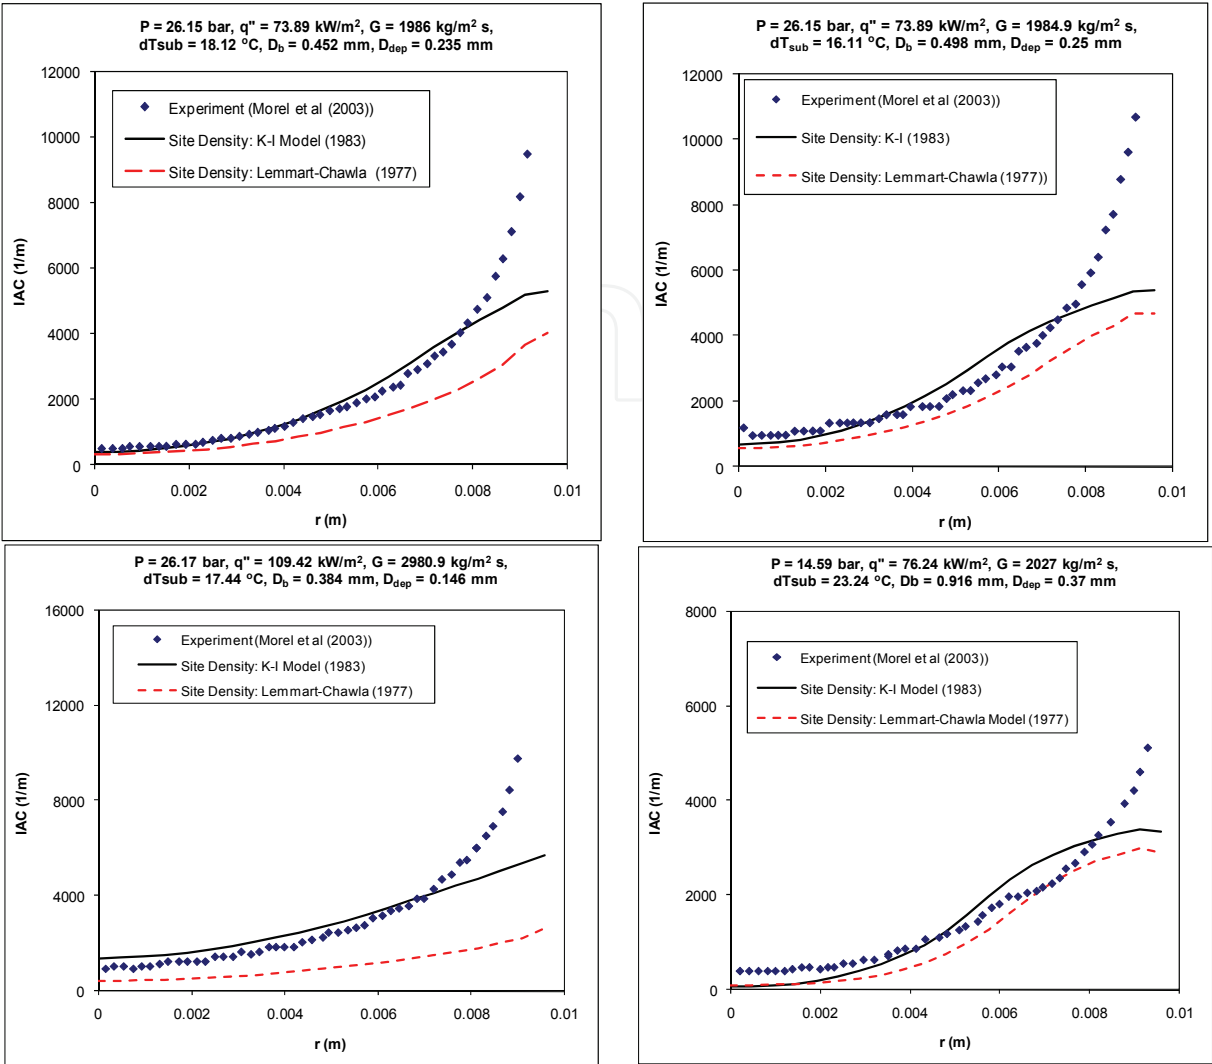 P = 26.15 bar, q" = 73.89 kW/m², G = 1986 kg/m² s,
dTsub = 18.12 °C, D_b = 0.452 mm, D_dep = 0.235 mm
12000
10000
8000
6000
4000
2000
0
IAC (1/m)
Experiment (Morel et al (2003))
Site Density: K-I Model (1983)
Site Density: Lemmart-Chawla (1977)
0
0.002
0.004
0.006
0.008
0.01
r (m)
P = 26.15 bar, q" = 73.89 kW/m², G = 1984.9 kg/m² s,
dT_sub = 16.11 °C, D_b = 0.498 mm, D_dep = 0.25 mm
12000
10000
8000
6000
4000
2000
0
IAC (1/m)
Experiment (Morel et al (2003))
Site Density: K-I (1983)
Site Density: Lemmart-Chawla (1977))
0
0.002
0.004
0.006
0.008
0.01
r (m)
P = 26.17 bar, q" = 109.42 kW/m², G = 2980.9 kg/m² s,
dTsub = 17.44 °C, D_b = 0.384 mm, D_dep = 0.146 mm
16000
12000
8000
4000
0
IAC (1/m)
Experiment (Morel et al (2003))
Site Density: K-I Model (1983)
Site Density: Lemmart-Chawla (1977)
0
0.002
0.004
0.006
0.008
0.01
r (m)
P = 14.59 bar, q" = 76.24 kW/m², G = 2027 kg/m² s,
dTsub = 23.24 °C, Db = 0.916 mm, D_dep = 0.37 mm
8000
6000
4000
2000
0
IAC (1/m)
Experiment (Morel et al (2003))
Site Density: K-I Model (1983)
Site Density: Lemmart-Chawla Model (1977)
0
0.002
0.004
0.006
0.008
0.01
r (m)